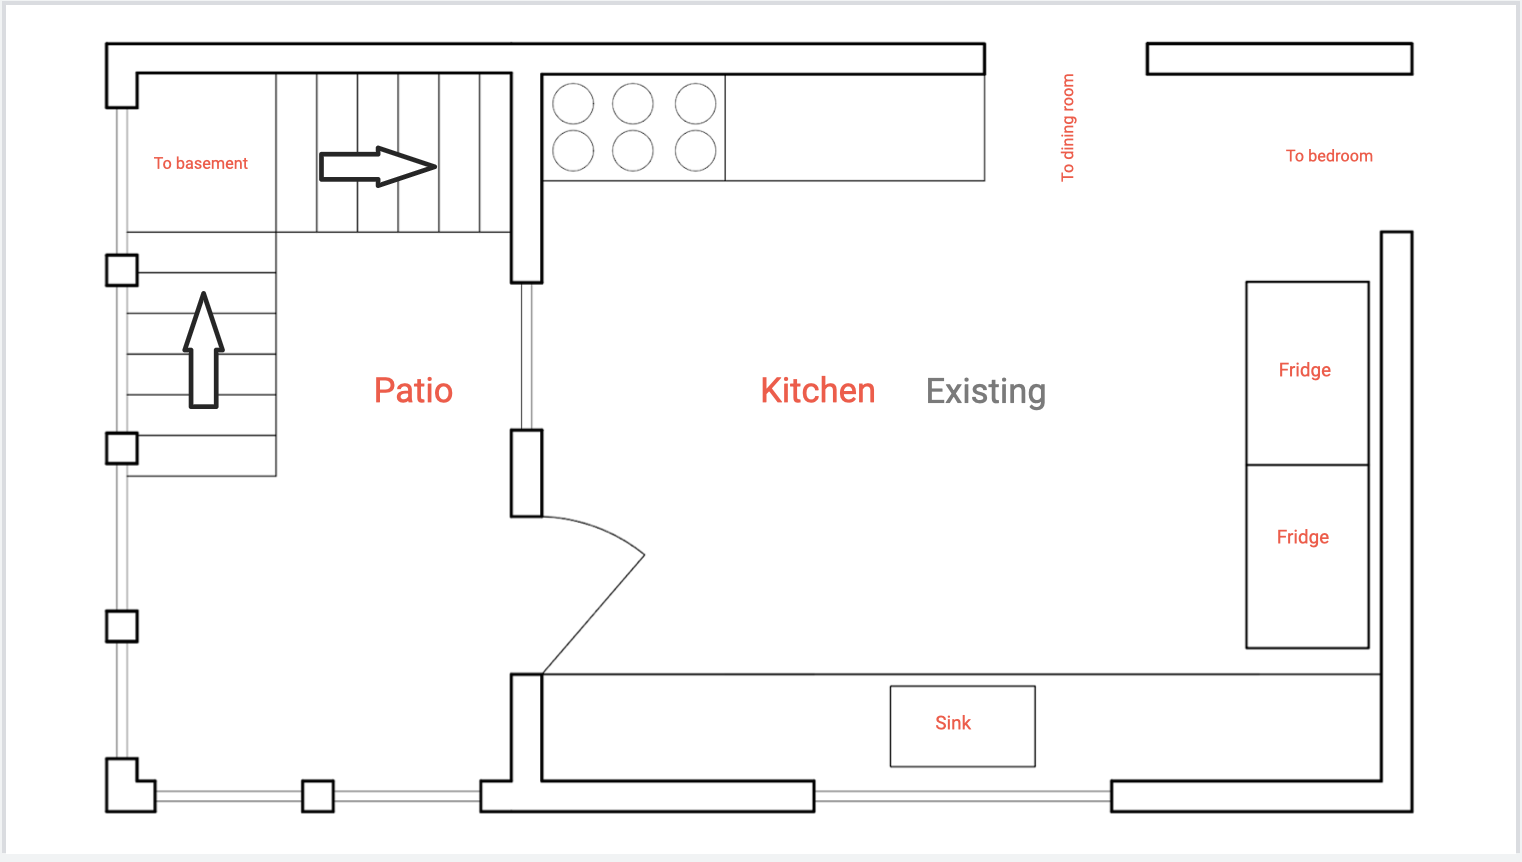 To dining room
To basement
To bedroom
Fridge
Patio
Kitchen Existing
Fridge
Sink